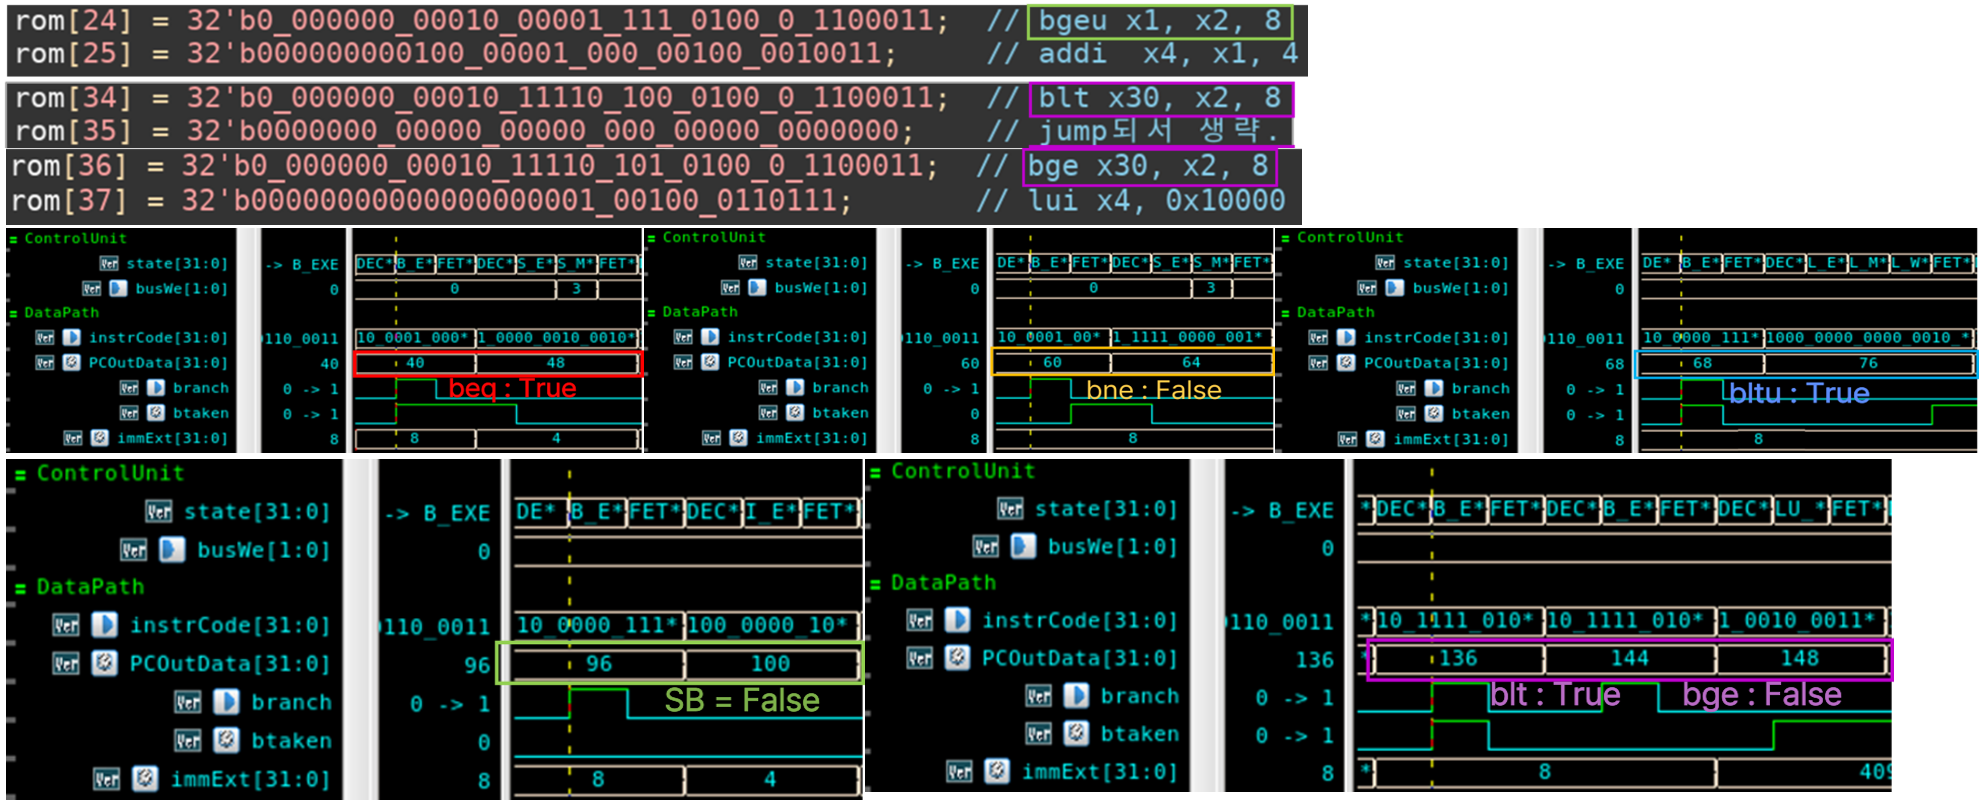 rom[24] = 32'b0_000000_00010_00001_111_0100_0_1100011; // bgeu x1, x2, 8
rom[25] = 32'b000000000100_00001_000_00100_0010011; // addi x4, x1, 4
rom[34] = 32'b0_000000_00010_11110_100_0100_0_1100011; // blt x30, x2, 8
rom[35] = 32'b0000000_00000_00000_000_00000_0000000; // jump되서 생략.
rom[36] = 32'b0_000000_00010_11110_101_0100_0_1100011; // bge x30, x2, 8
rom[37] = 32'b00000000000000000001_00100_0110111; // lui x4, 0x10000
ControlUnit
state[31:0] -> B_EXE DEC* B_E* FET* DEC* S_E* S_M* FET*
busWe[1:0] 0 0 3
DataPath
instrCode[31:0] 110_0011 10_0001_000* 1_0000_0010_0010*
PCOutData[31:0] 40 40 48
branch 0 -> 1 beq : True
btaken 0 -> 1
immExt[31:0] 8 8 4
ControlUnit
state[31:0] -> B_EXE DE* B_E* FET* DEC* S_E* S_M* FET*
busWe[1:0] 0 0 3
DataPath
instrCode[31:0] 110_0011 10_0001_00* 1_1111_0000_001*
PCOutData[31:0] 60 60 64
branch 0 -> 1 bne : False
btaken 0
immExt[31:0] 8 8
ControlUnit
state[31:0] -> B_EXE DE* B_E* FET* DEC* L_E* L_M* L_W* FET*
busWe[1:0] 0
DataPath
instrCode[31:0] 110_0011 10_0000_111* 1000_0000_0000_0010_*
PCOutData[31:0] 68 68 76
branch 0 -> 1 bltu : True
btaken 0 -> 1
immExt[31:0] 8 8
ControlUnit
state[31:0] -> B_EXE DE* B_E* FET* DEC* I_E* FET*
busWe[1:0] 0
DataPath
instrCode[31:0] 110_0011 10_0000_111* 100_0000_10*
PCOutData[31:0] 96 96 100
branch 0 -> 1 SB = False
btaken 0
immExt[31:0] 8 8 4
ControlUnit
state[31:0] -> B_EXE * DEC* B_E* FET* DEC* B_E* FET* DEC* LU_* FET*
busWe[1:0] 0
DataPath
instrCode[31:0] 110_0011 * 10_1111_010* 10_1111_010* 1_0010_0011*
PCOutData[31:0] 136 * 136 144 148
branch 0 -> 1 blt : True bge : False
btaken 0 -> 1
immExt[31:0] 8 * 8 409